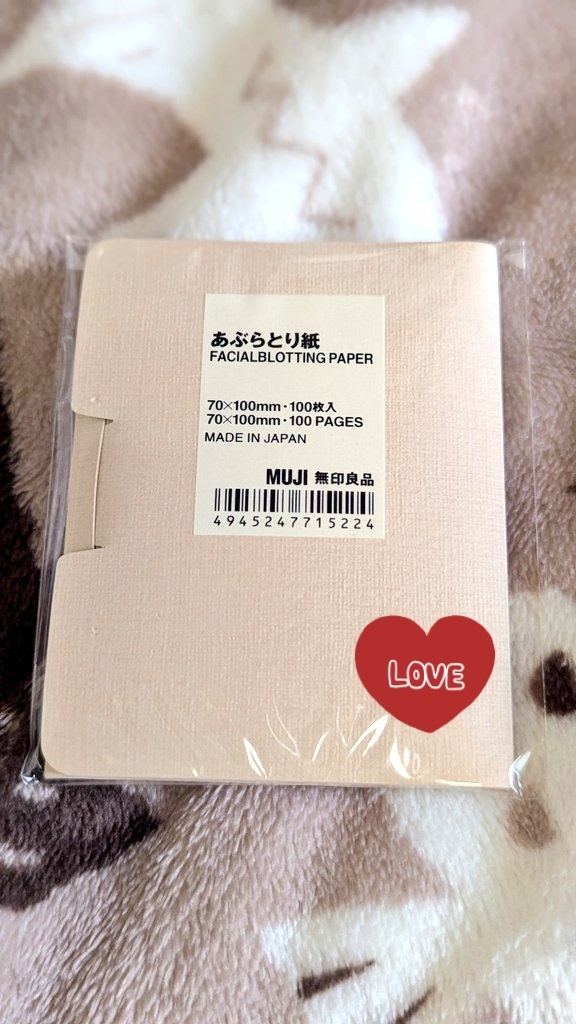 あぶらとり紙
FACIALBLOTTING PAPER
70×100mm・100枚入
70×100mm・100 PAGES
MADE IN JAPAN
MUJI 無印良品
4945247715224
LOVE